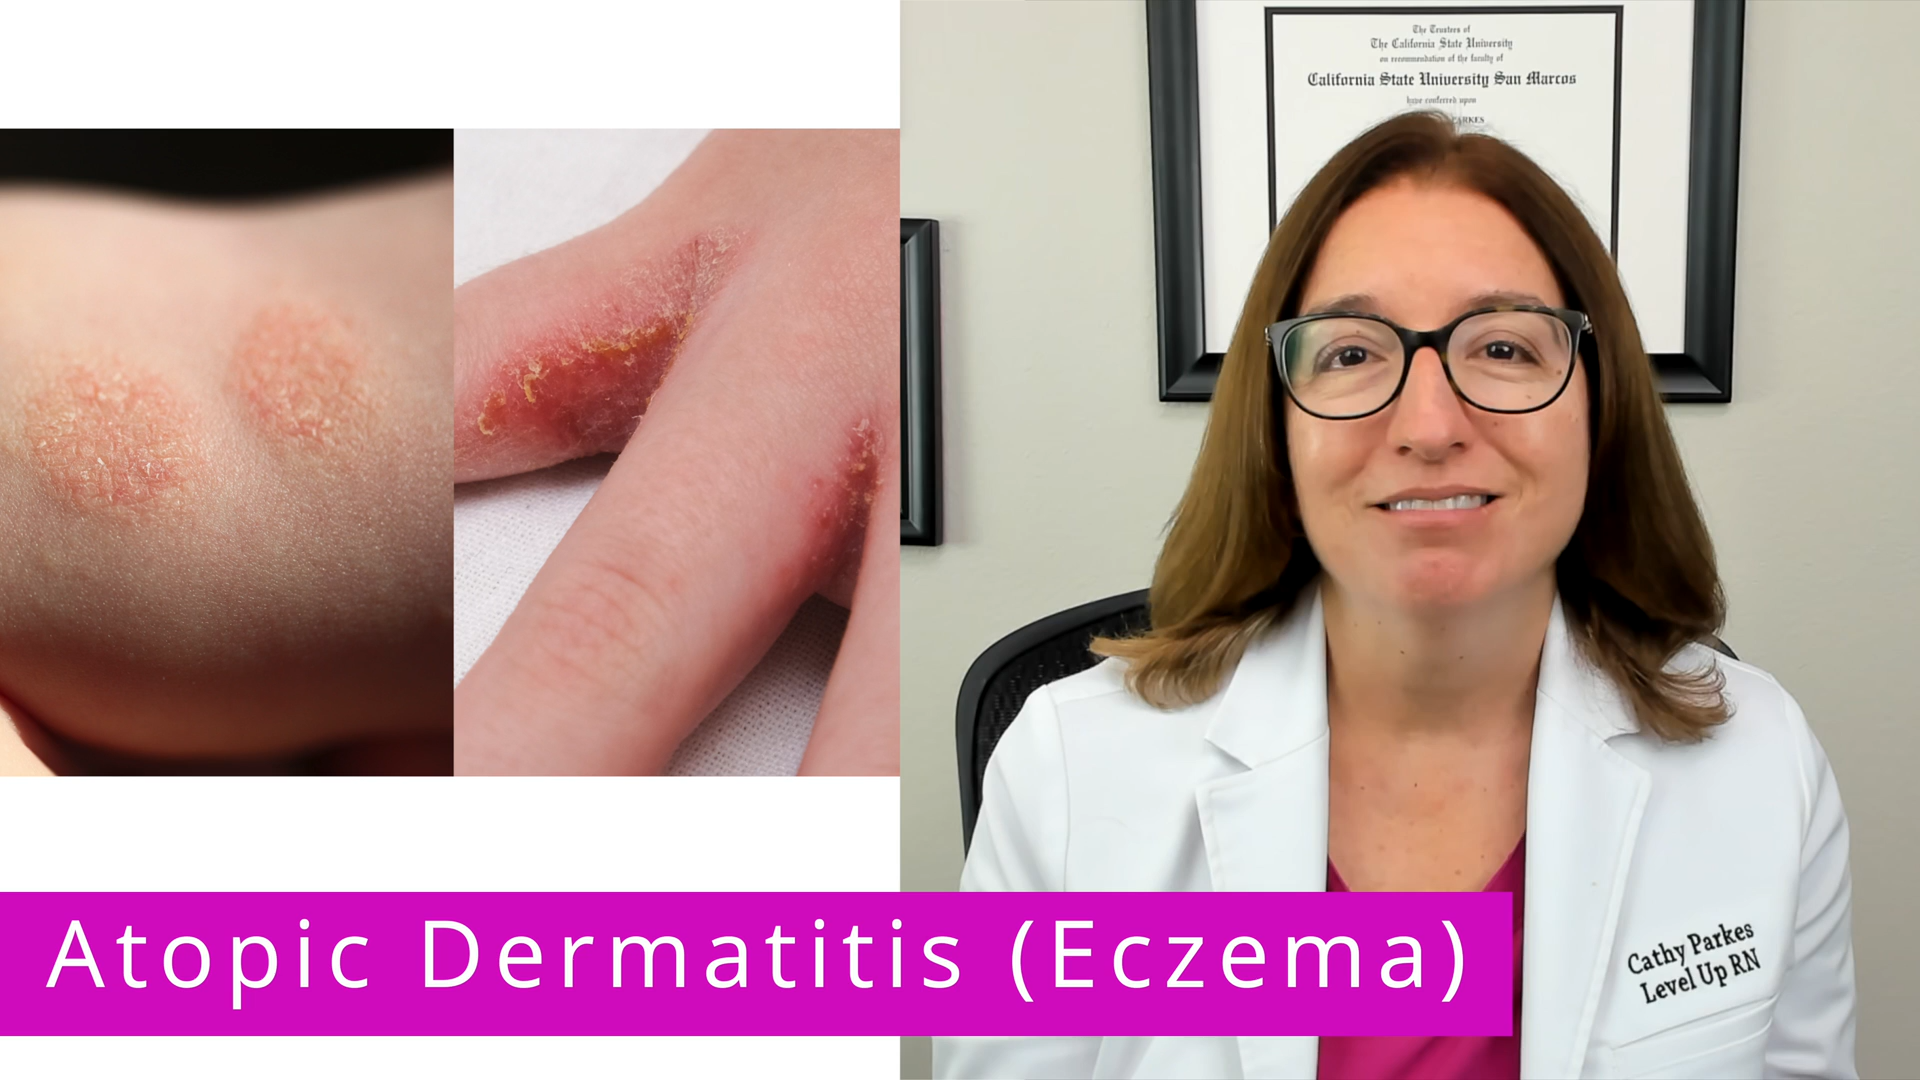 The Trustees of
The California State University
on recommendation of the faculty of
California State University San Marcos
have conferred upon
PARKES
Atopic Dermatitis (Eczema)
Cathy Parkes
Level Up RN